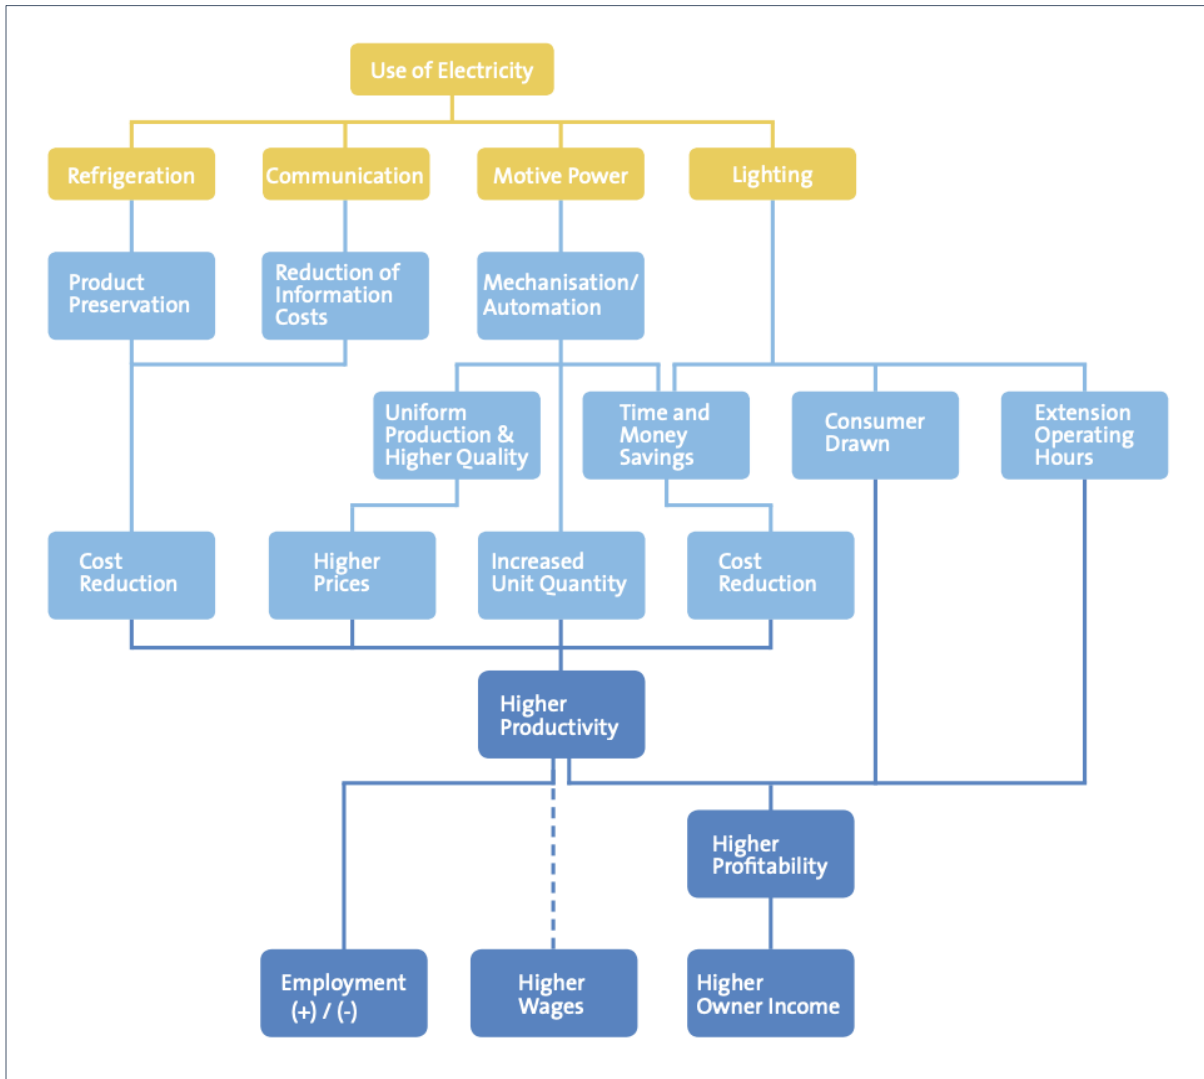 Use of Electricity
Refrigeration
Communication
Motive Power
Lighting
Product
Preservation
Reduction of
Information
Costs
Mechanisation/
Automation
Uniform
Production &
Higher Quality
Time and
Money
Savings
Consumer
Drawn
Extension
Operating
Hours
Cost
Reduction
Higher
Prices
Increased
Unit Quantity
Cost
Reduction
Higher
Productivity
Higher
Profitability
Employment
(+) / (-)
Higher
Wages
Higher
Owner Income